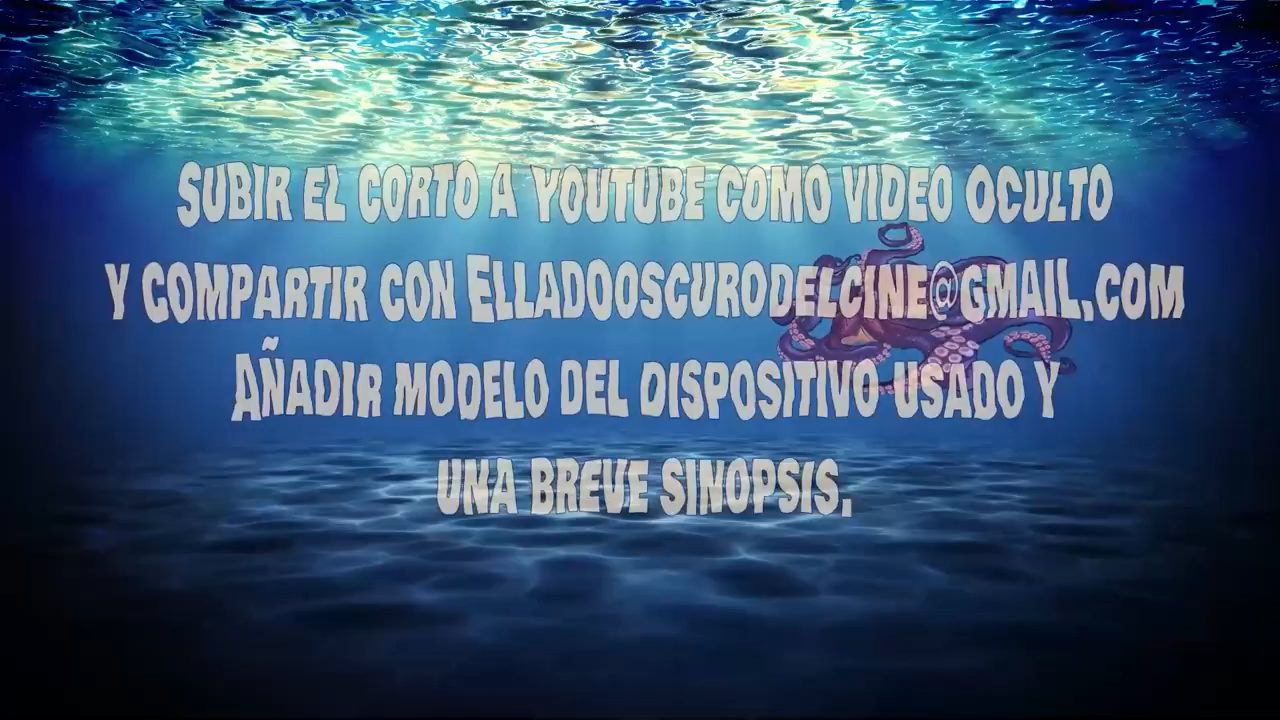 SUBIR EL CORTO A YOUTUBE COMO VIDEO OCULTO
Y COMPARTIR CON ELLADOOSCURODELCINE@GMAIL.COM
AÑADIR MODELO DEL DISPOSITIVO USADO Y
UNA BREVE SINOPSIS.